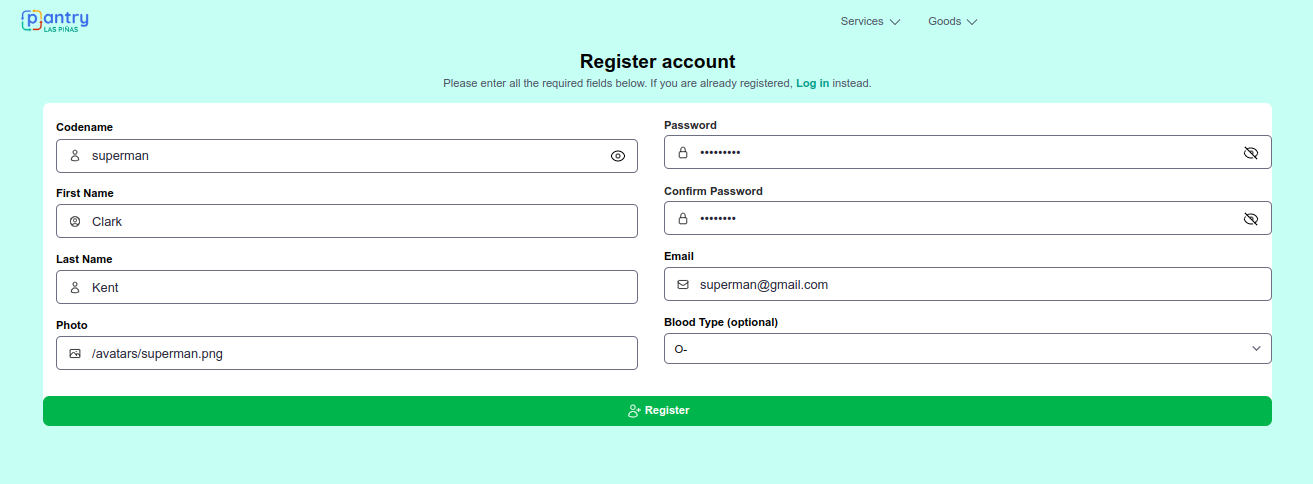 pantry
LAS PIÑAS
Services
Goods
Register account
Please enter all the required fields below. If you are already registered, Log in instead.
Codename
superman
First Name
Clark
Last Name
Kent
Photo
/avatars/superman.png
Password
•••••••••
Confirm Password
••••••••
Email
superman@gmail.com
Blood Type (optional)
O-
Register